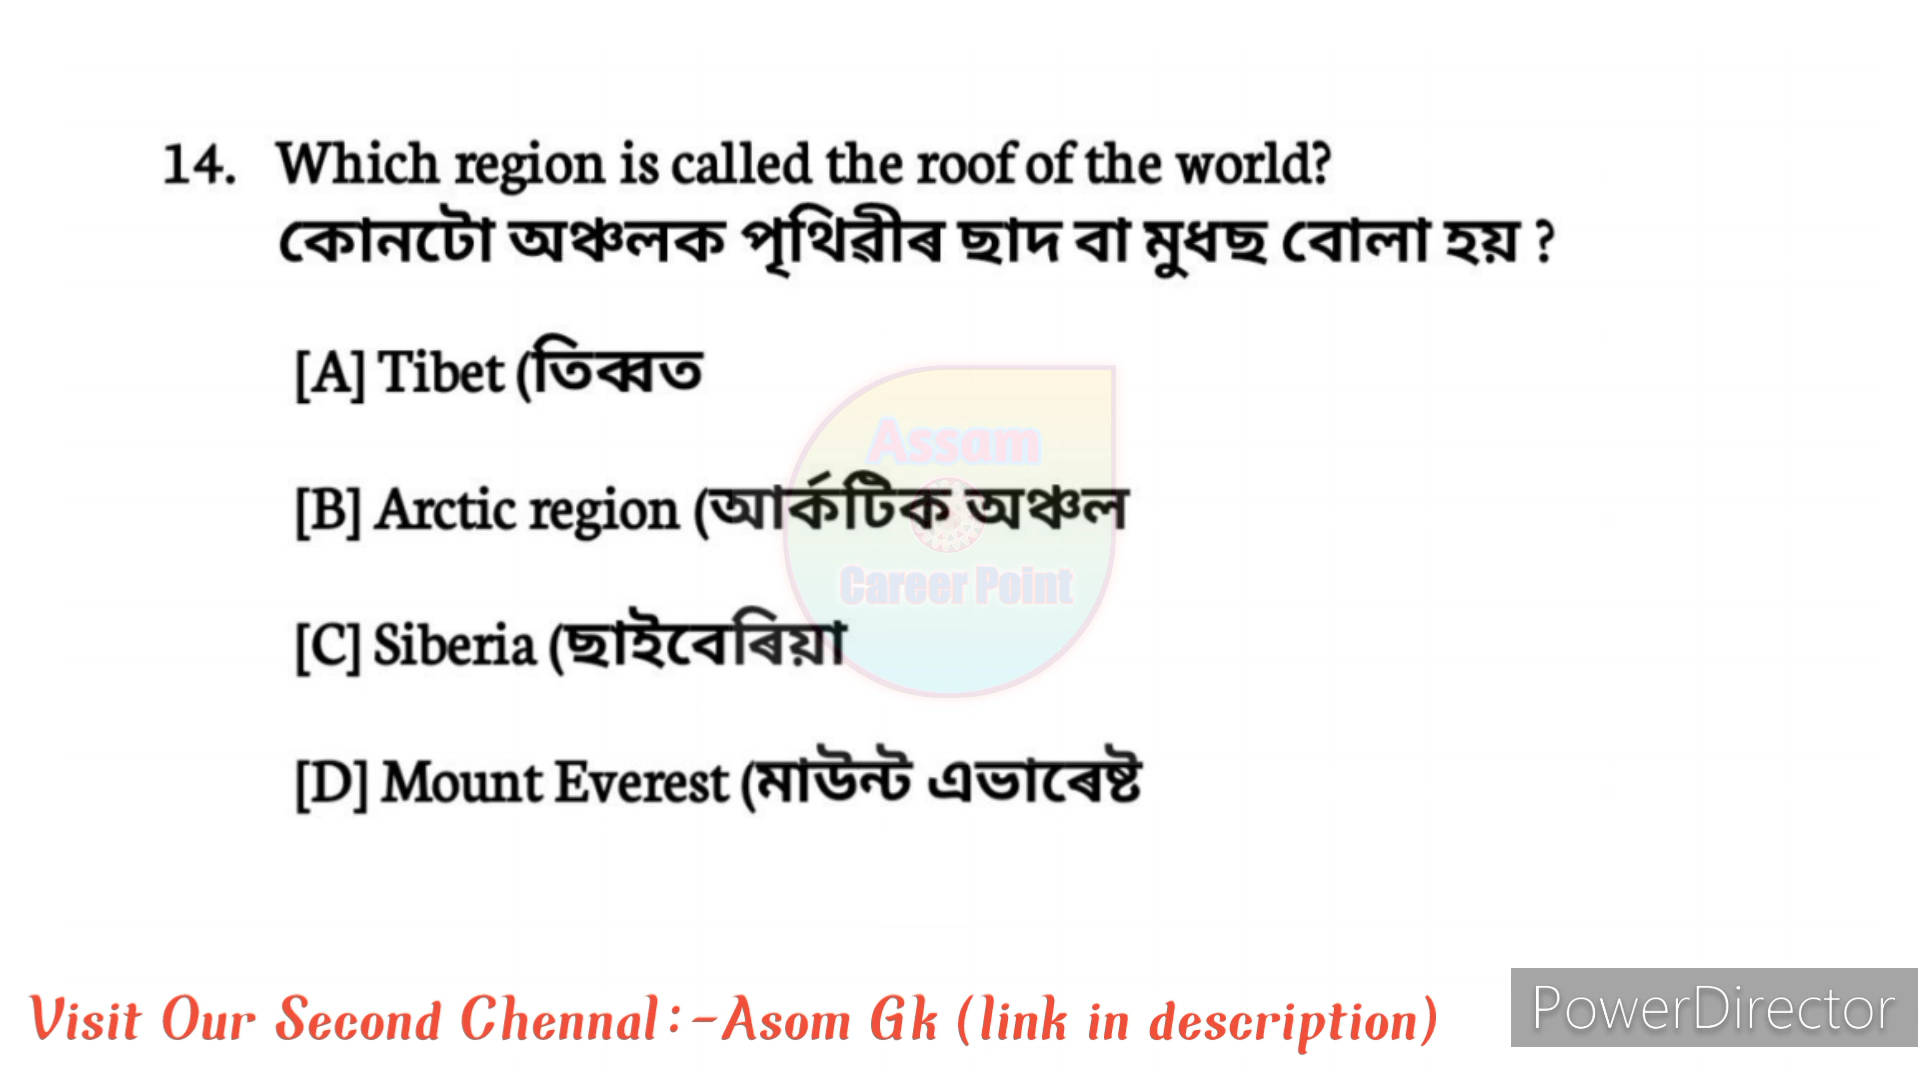 14. Which region is called the roof of the world?
কোনটো অঞ্চলক পৃথিৱীৰ ছাদ বা মুধছ বোলা হয় ?
[A] Tibet (তিব্বত
[B] Arctic region (আৰ্কটিক অঞ্চল
[C] Siberia (ছাইবেৰিয়া
[D] Mount Everest (মাউন্ট এভাৰেষ্ট
Assam
Career Point
Visit Our Second Chennal:-Asom Gk (link in description)
PowerDirector